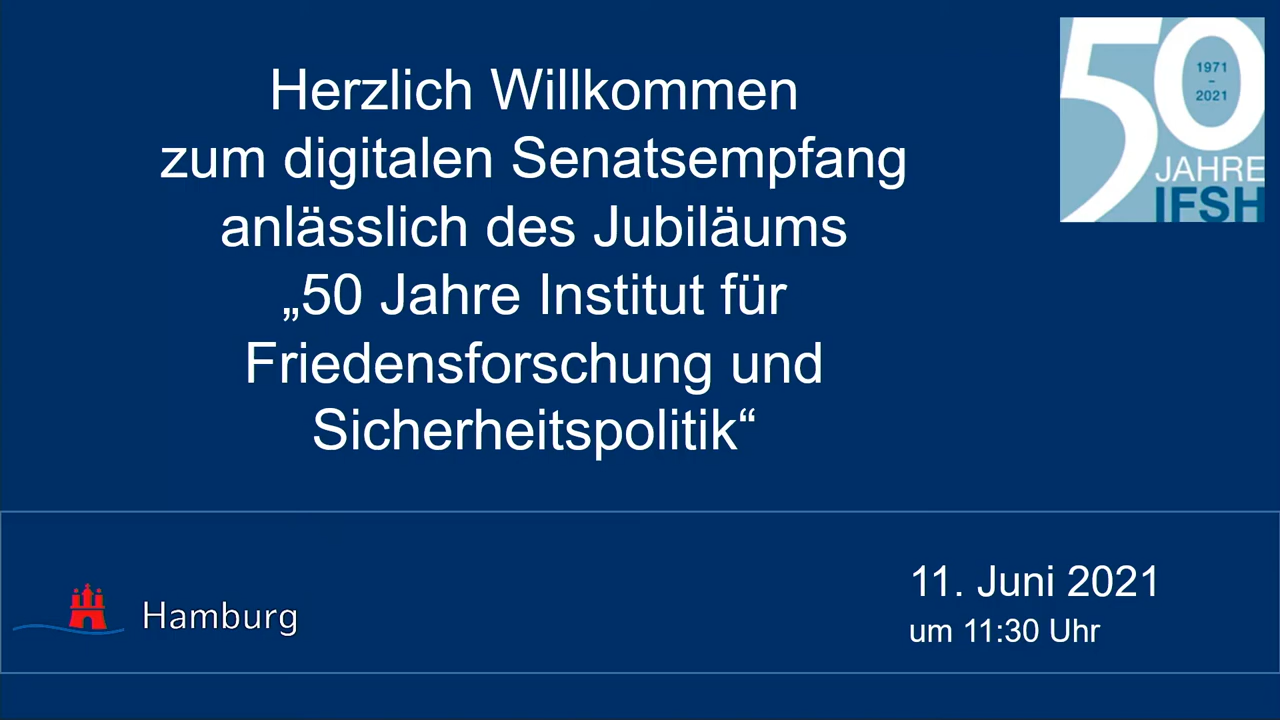 Herzlich Willkommen
zum digitalen Senatsempfang
anlässlich des Jubiläums
„50 Jahre Institut für
Friedensforschung und
Sicherheitspolitik“
50
1971
-
2021
JAHRE
IFSH
Hamburg
11. Juni 2021
um 11:30 Uhr